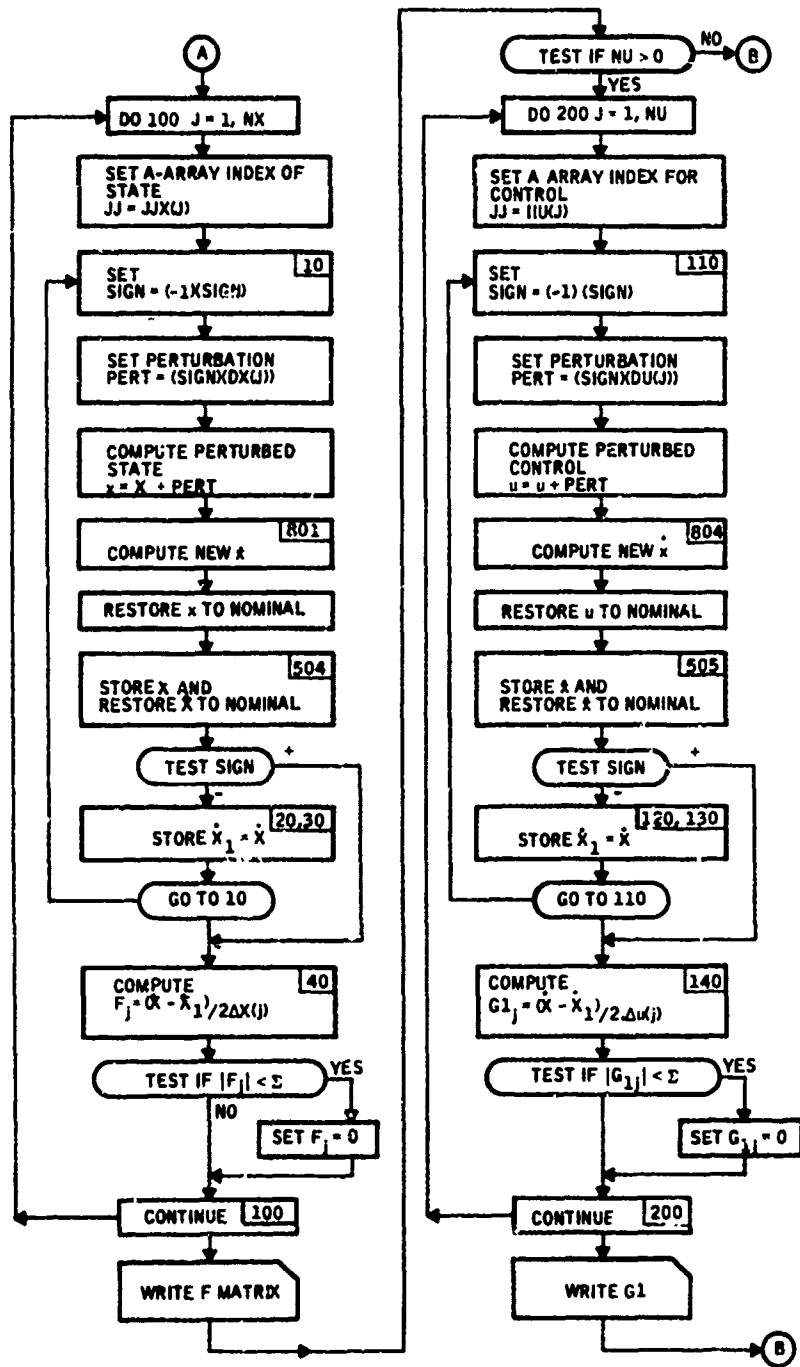 A
DO 100 J = 1, NX
SET A-ARRAY INDEX OF
STATE
JJ = JJX(J)
10
SET
SIGN = (-1XSIGN)
SET PERTURBATION
PERT = (SIGNXDX(J))
COMPUTE PERTURBED
STATE
x = X + PERT
801
COMPUTE NEW ẋ
RESTORE x TO NOMINAL
504
STORE ẋ AND
RESTORE Ẋ TO NOMINAL
TEST SIGN
+
-
20,30
STORE Ẋ1 = Ẋ
GO TO 10
40
COMPUTE
Fj = (Ẋ - Ẋ1)/2ΔX(j)
TEST IF |Fj| < Σ
YES
NO
SET Fj = 0
CONTINUE 100
WRITE F MATRIX
TEST IF NU > 0
NO
B
YES
DO 200 J = 1, NU
SET A ARRAY INDEX FOR
CONTROL
JJ = IIU(J)
110
SET
SIGN = (-1) (SIGN)
SET PERTURBATION
PERT = (SIGNXDU(J))
COMPUTE PERTURBED
CONTROL
u = u + PERT
804
COMPUTE NEW ẋ
RESTORE u TO NOMINAL
505
STORE ẋ AND
RESTORE ẋ TO NOMINAL
TEST SIGN
+
-
120, 130
STORE Ẋ1 = Ẋ
GO TO 110
140
COMPUTE
G1j = (Ẋ - Ẋ1)/2.Δu(j)
TEST IF |G1j| < Σ
YES
SET G1j = 0
CONTINUE 200
WRITE G1
B